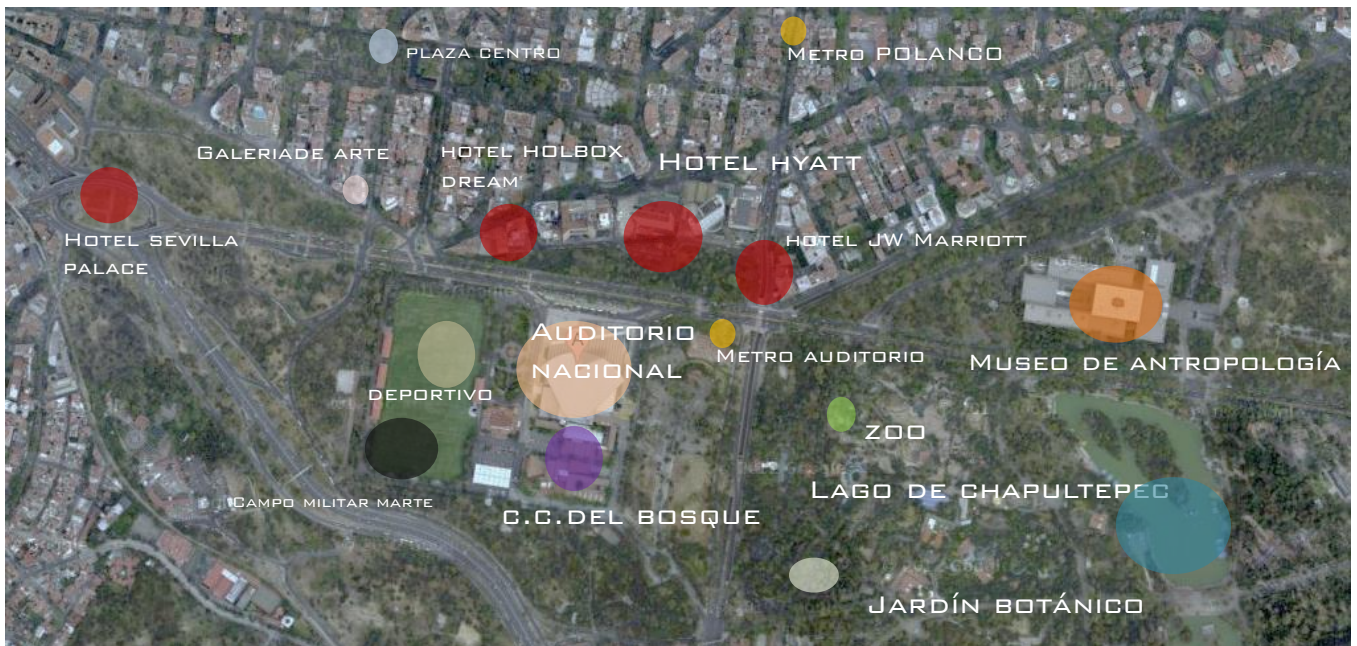 PLAZA CENTRO
METRO POLANCO
GALERIADE ARTE
HOTEL HOLBOX
DREAM'
HOTEL HYATT
HOTEL SEVILLA
PALACE
HOTEL JW MARRIOTT
AUDITORIO
NACIONAL
METRO AUDITORIO
MUSEO DE ANTROPOLOGÍA
DEPORTIVO
ZOO
CAMPO MILITAR MARTE
C.C.DEL BOSQUE
LAGO DE CHAPULTEPEC
JARDÍN BOTÁNICO